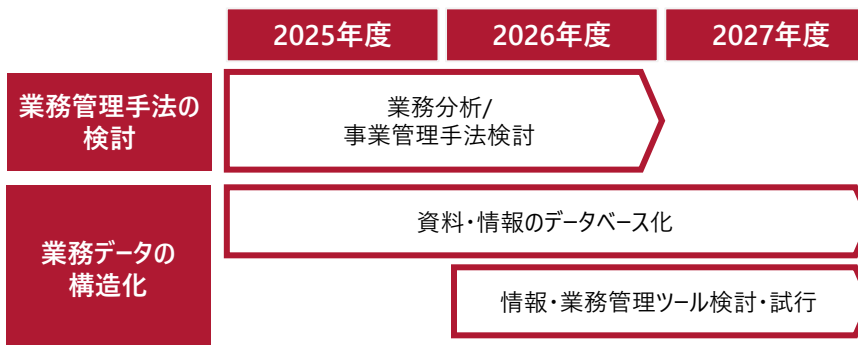 2025年度 2026年度 2027年度
業務管理手法の
検討
業務分析/
事業管理手法検討
業務データの
構造化
資料・情報のデータベース化
情報・業務管理ツール検討・試行